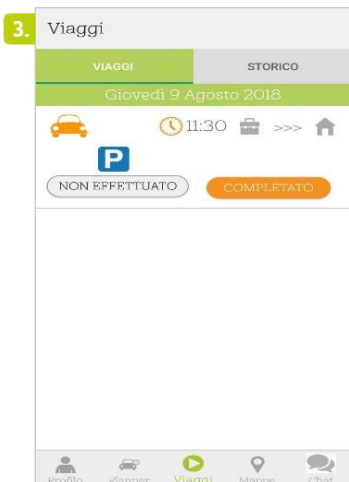 3.
Viaggi
VIAGGI STORICO
Giovedì 9 Agosto 2018
11:30 >>>
P
NON EFFETTUATO COMPLETATO
Profilo Planner Viaggi Mappe Chat